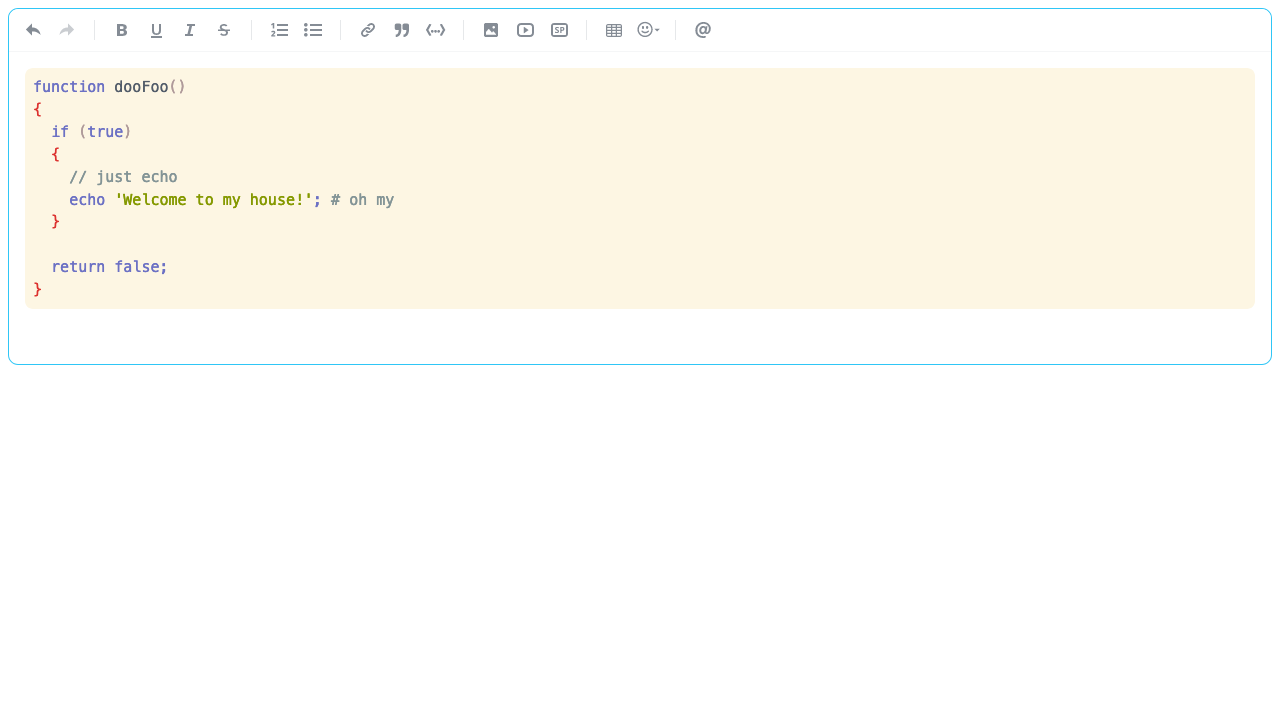 SP
function dooFoo()
{
  if (true)
  {
    // just echo
    echo 'Welcome to my house!'; # oh my
  }

  return false;
}